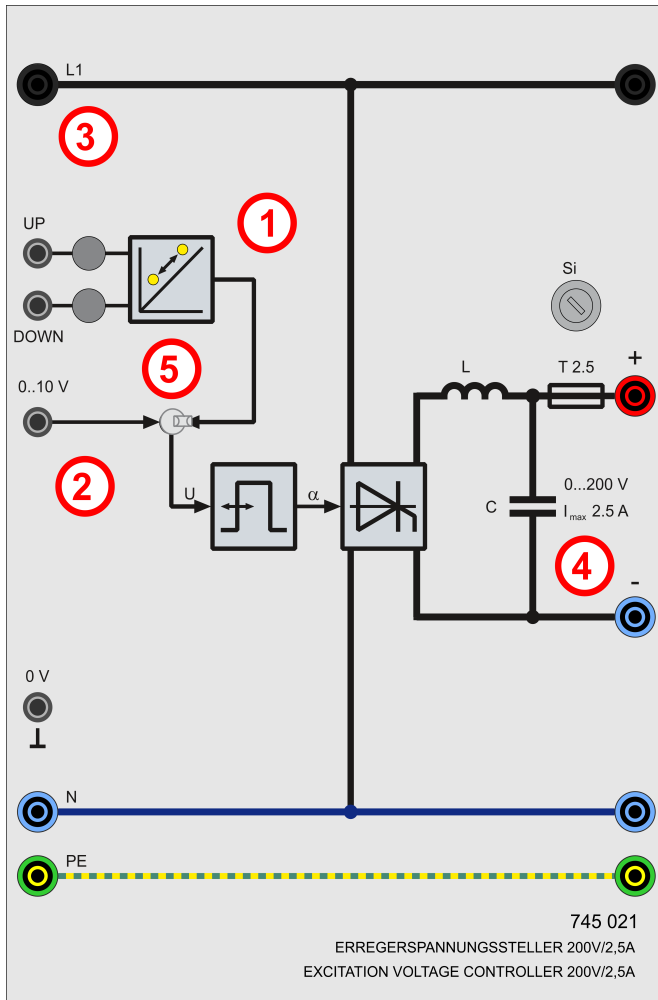 L1
3
1
UP
DOWN
Si
5
L
T 2.5
+
0..10 V
2
U
α
C
0...200 V
Imax 2.5 A
4
-
0 V
N
PE
745 021
ERREGERSPANNUNGSSTELLER 200V/2,5A
EXCITATION VOLTAGE CONTROLLER 200V/2,5A